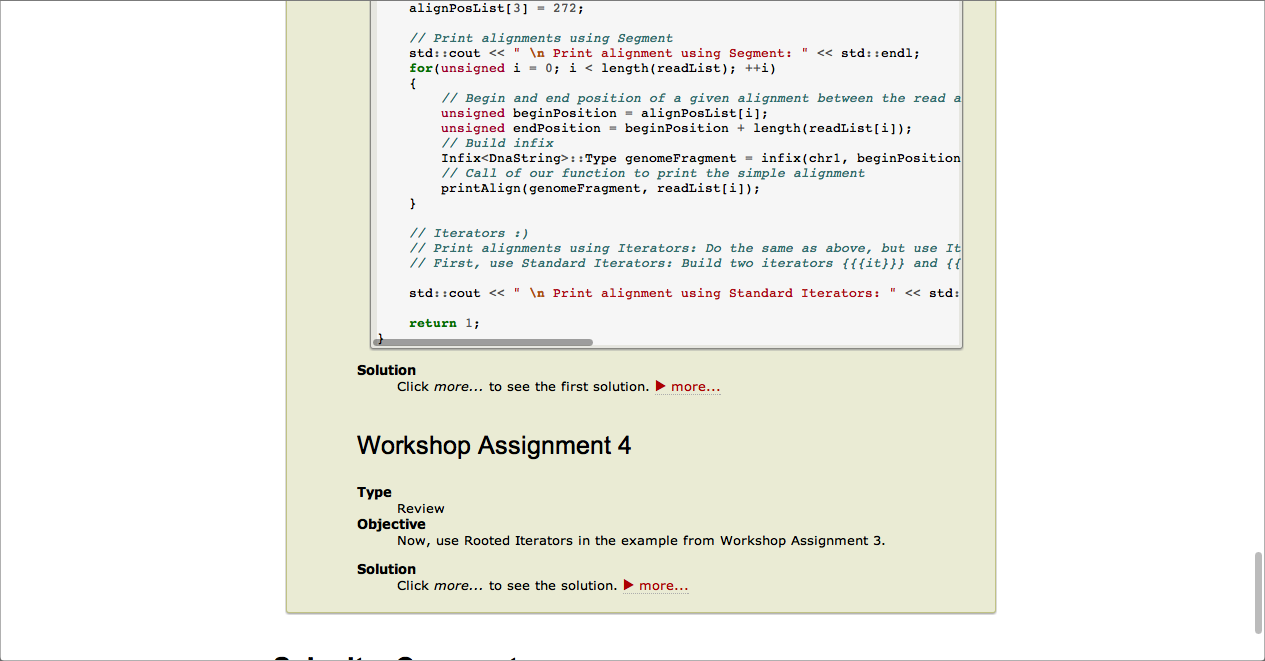 alignPosList[3] = 272;
// Print alignments using Segment
std::cout << " \n Print alignment using Segment: " << std::endl;
for(unsigned i = 0; i < length(readList); ++i)
{
// Begin and end position of a given alignment between the read a
unsigned beginPosition = alignPosList[i];
unsigned endPosition = beginPosition + length(readList[i]);
// Build infix
Infix<DnaString>::Type genomeFragment = infix(chr1, beginPosition
// Call of our function to print the simple alignment
printAlign(genomeFragment, readList[i]);
}
// Iterators :)
// Print alignments using Iterators: Do the same as above, but use It
// First, use Standard Iterators: Build two iterators {{{it}}} and {{
std::cout << " \n Print alignment using Standard Iterators: " << std:
return 1;
}
Solution
Click more... to see the first solution. ▶ more...
Workshop Assignment 4
Type
Review
Objective
Now, use Rooted Iterators in the example from Workshop Assignment 3.
Solution
Click more... to see the solution. ▶ more...